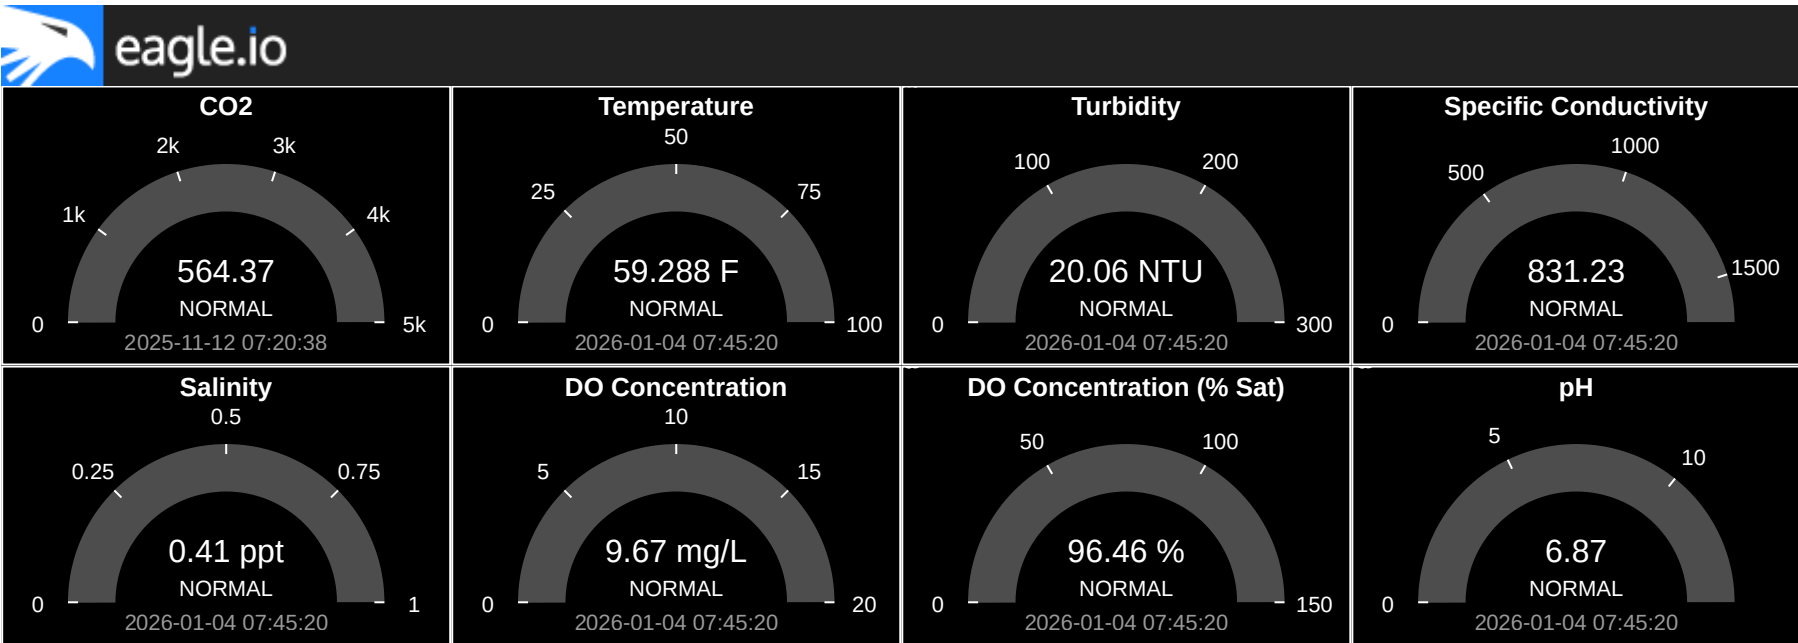 eagle.io
CO2
2k
3k
1k
4k
564.37
NORMAL
0
5k
2025-11-12 07:20:38
Temperature
50
25
75
59.288 F
NORMAL
0
100
2026-01-04 07:45:20
Turbidity
100
200
20.06 NTU
NORMAL
0
300
2026-01-04 07:45:20
Specific Conductivity
1000
500
1500
831.23
NORMAL
0
2026-01-04 07:45:20
Salinity
0.5
0.25
0.75
0.41 ppt
NORMAL
0
1
2026-01-04 07:45:20
DO Concentration
10
5
15
9.67 mg/L
NORMAL
0
20
2026-01-04 07:45:20
DO Concentration (% Sat)
50
100
96.46 %
NORMAL
0
150
2026-01-04 07:45:20
pH
5
10
6.87
NORMAL
0
2026-01-04 07:45:20